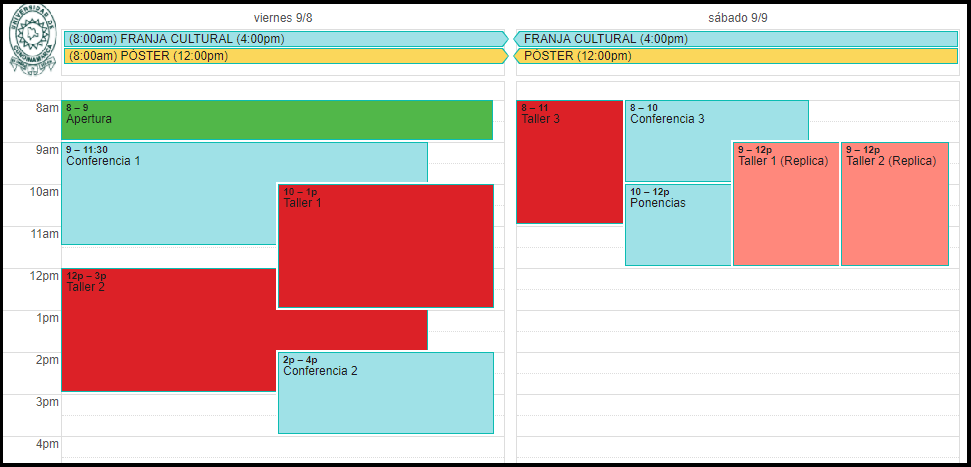 UNIVERSIDAD DE
CUNDINAMARCA
viernes 9/8
sábado 9/9
(8:00am) FRANJA CULTURAL (4:00pm)
FRANJA CULTURAL (4:00pm)
(8:00am) PÓSTER (12:00pm)
PÓSTER (12:00pm)
8am
9am
10am
11am
12pm
1pm
2pm
3pm
4pm
8 – 9
Apertura
9 – 11:30
Conferencia 1
10 – 1p
Taller 1
12p – 3p
Taller 2
2p – 4p
Conferencia 2
8 – 11
Taller 3
8 – 10
Conferencia 3
9 – 12p
Taller 1 (Replica)
9 – 12p
Taller 2 (Replica)
10 – 12p
Ponencias